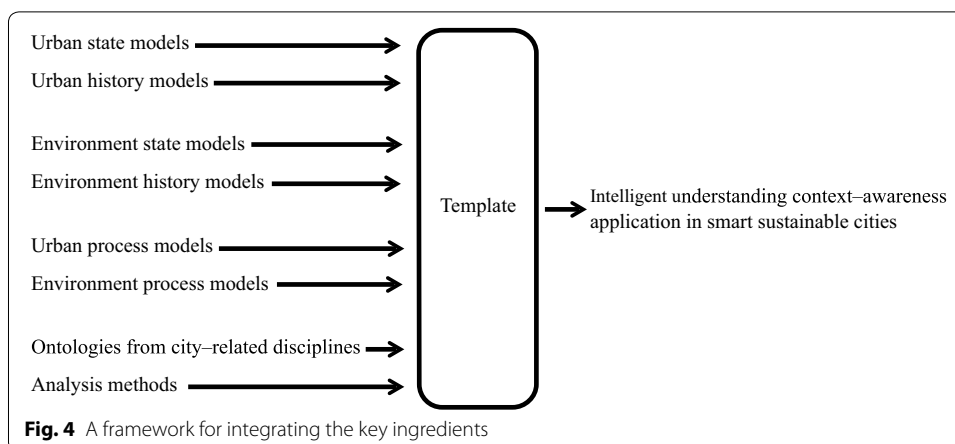 Urban state models
Urban history models
Environment state models
Environment history models
Urban process models
Environment process models
Ontologies from city–related disciplines
Analysis methods
Template
Intelligent understanding context–awareness
application in smart sustainable cities
Fig. 4 A framework for integrating the key ingredients